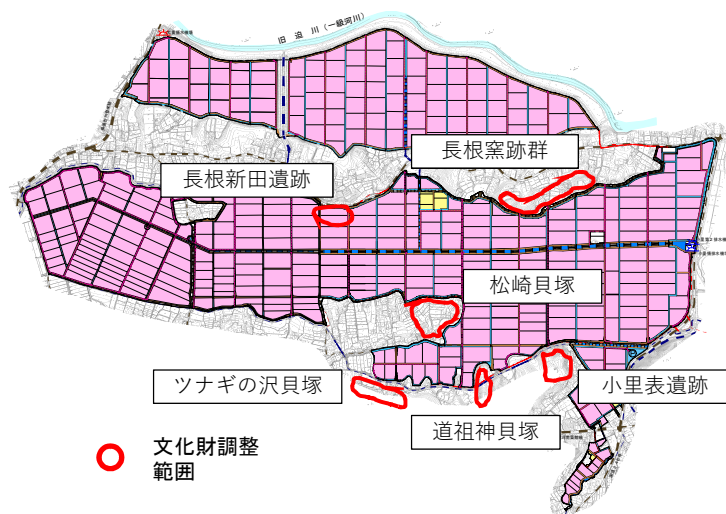 旧迫川(一級河川)
長根窯跡群
長根新田遺跡
松崎貝塚
ツナギの沢貝塚
小里表遺跡
道祖神貝塚
文化財調整
範囲